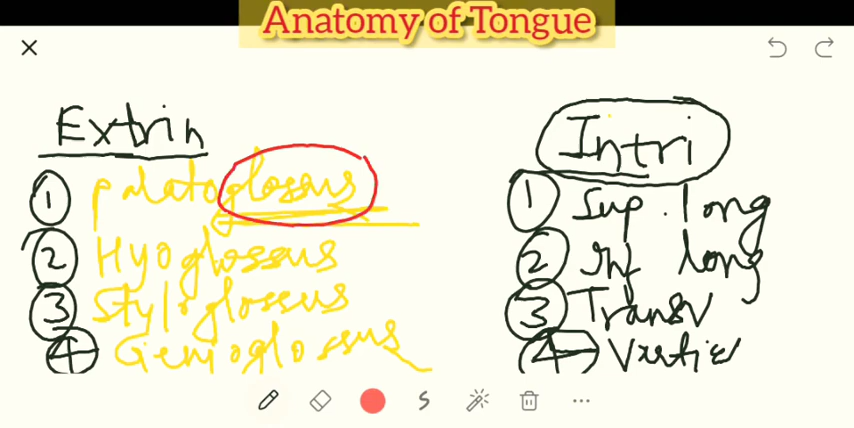 Anatomy of Tongue
Extrin
1 Palatoglossus
2 Hyoglossus
3 Styloglossus
4 Genioglossus
Intri
1 Sup. long
2 Inf long
3 Transv
4 Vertic